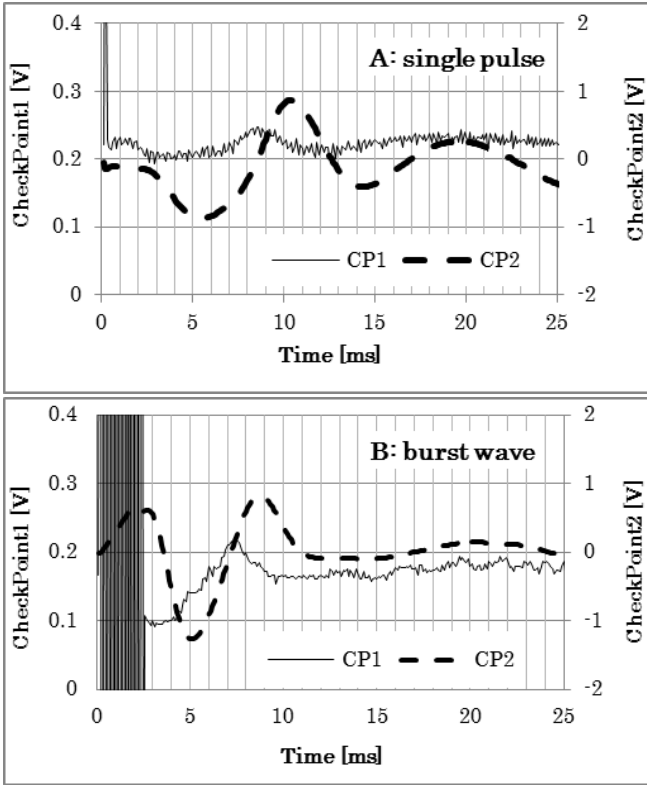 A: single pulse
CheckPoint1 [V]
0.4
0.3
0.2
0.1
0
2
1
0
-1
-2
CheckPoint2 [V]
CP1 CP2
0 5 10 15 20 25
Time [ms]
B: burst wave
CheckPoint1 [V]
0.4
0.3
0.2
0.1
0
2
1
0
-1
-2
CheckPoint2 [V]
CP1 CP2
0 5 10 15 20 25
Time [ms]